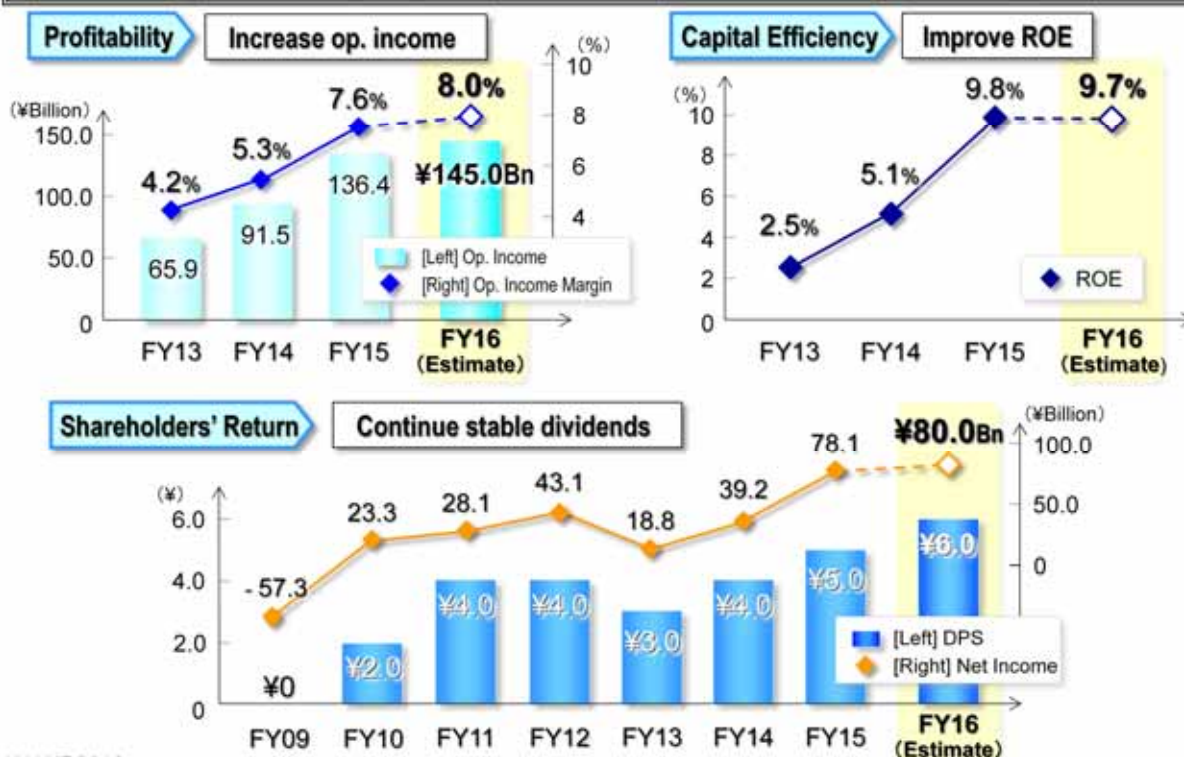 Profitability
Increase op. income
(¥Billion)
(%)
150.0
100.0
50.0
0
10
8
6
4
4.2%
5.3%
7.6%
8.0%
65.9
91.5
136.4
¥145.0Bn
[Left] Op. Income
[Right] Op. Income Margin
FY13
FY14
FY15
FY16
(Estimate)
Capital Efficiency
Improve ROE
(%)
10
8
6
4
2
0
2.5%
5.1%
9.8%
9.7%
ROE
FY13
FY14
FY15
FY16
(Estimate)
Shareholders' Return
Continue stable dividends
(¥)
(¥Billion)
6.0
4.0
2.0
0
100.0
50.0
0
-57.3
23.3
28.1
43.1
18.8
39.2
78.1
¥80.0Bn
¥0
¥2.0
¥4.0
¥4.0
¥3.0
¥4.0
¥5.0
¥6.0
[Left] DPS
[Right] Net Income
FY09
FY10
FY11
FY12
FY13
FY14
FY15
FY16
(Estimate)